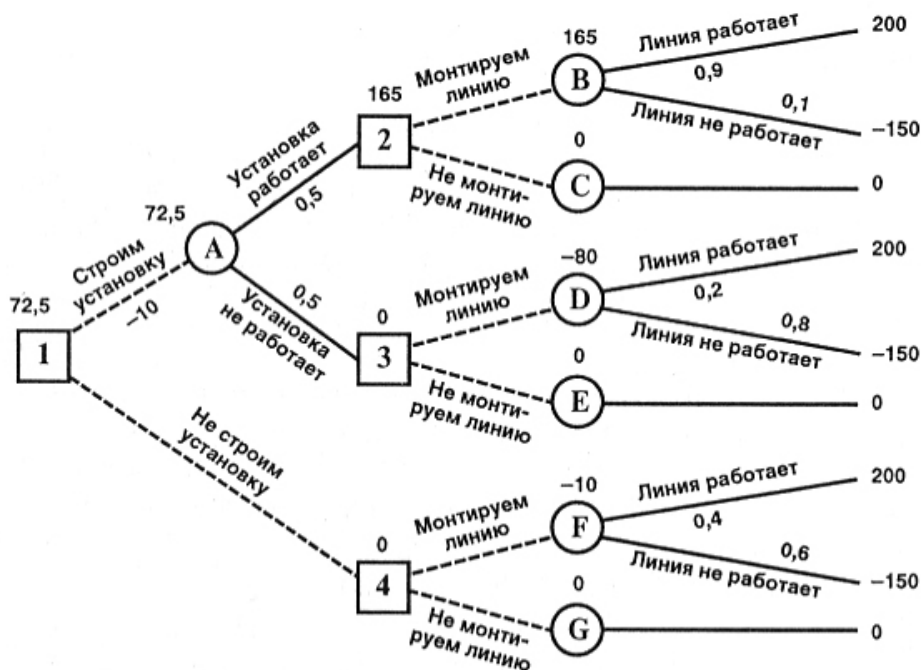 165
Линия работает
200
0,9
Монтируем
линию
B
0,1
Линия не работает
–150
165
2
Установка
работает
0,5
0
Не монти-
руем линию
C
0
72,5
A
Строим
установку
–10
72,5
1
0,5
Установка
не работает
–80
Линия работает
200
0,2
Монтируем
линию
D
0,8
Линия не работает
–150
0
3
0
Не монти-
руем линию
E
0
Не строим
установку
–10
Линия работает
200
0,4
Монтируем
линию
F
0,6
Линия не работает
–150
0
4
0
Не монти-
руем линию
G
0